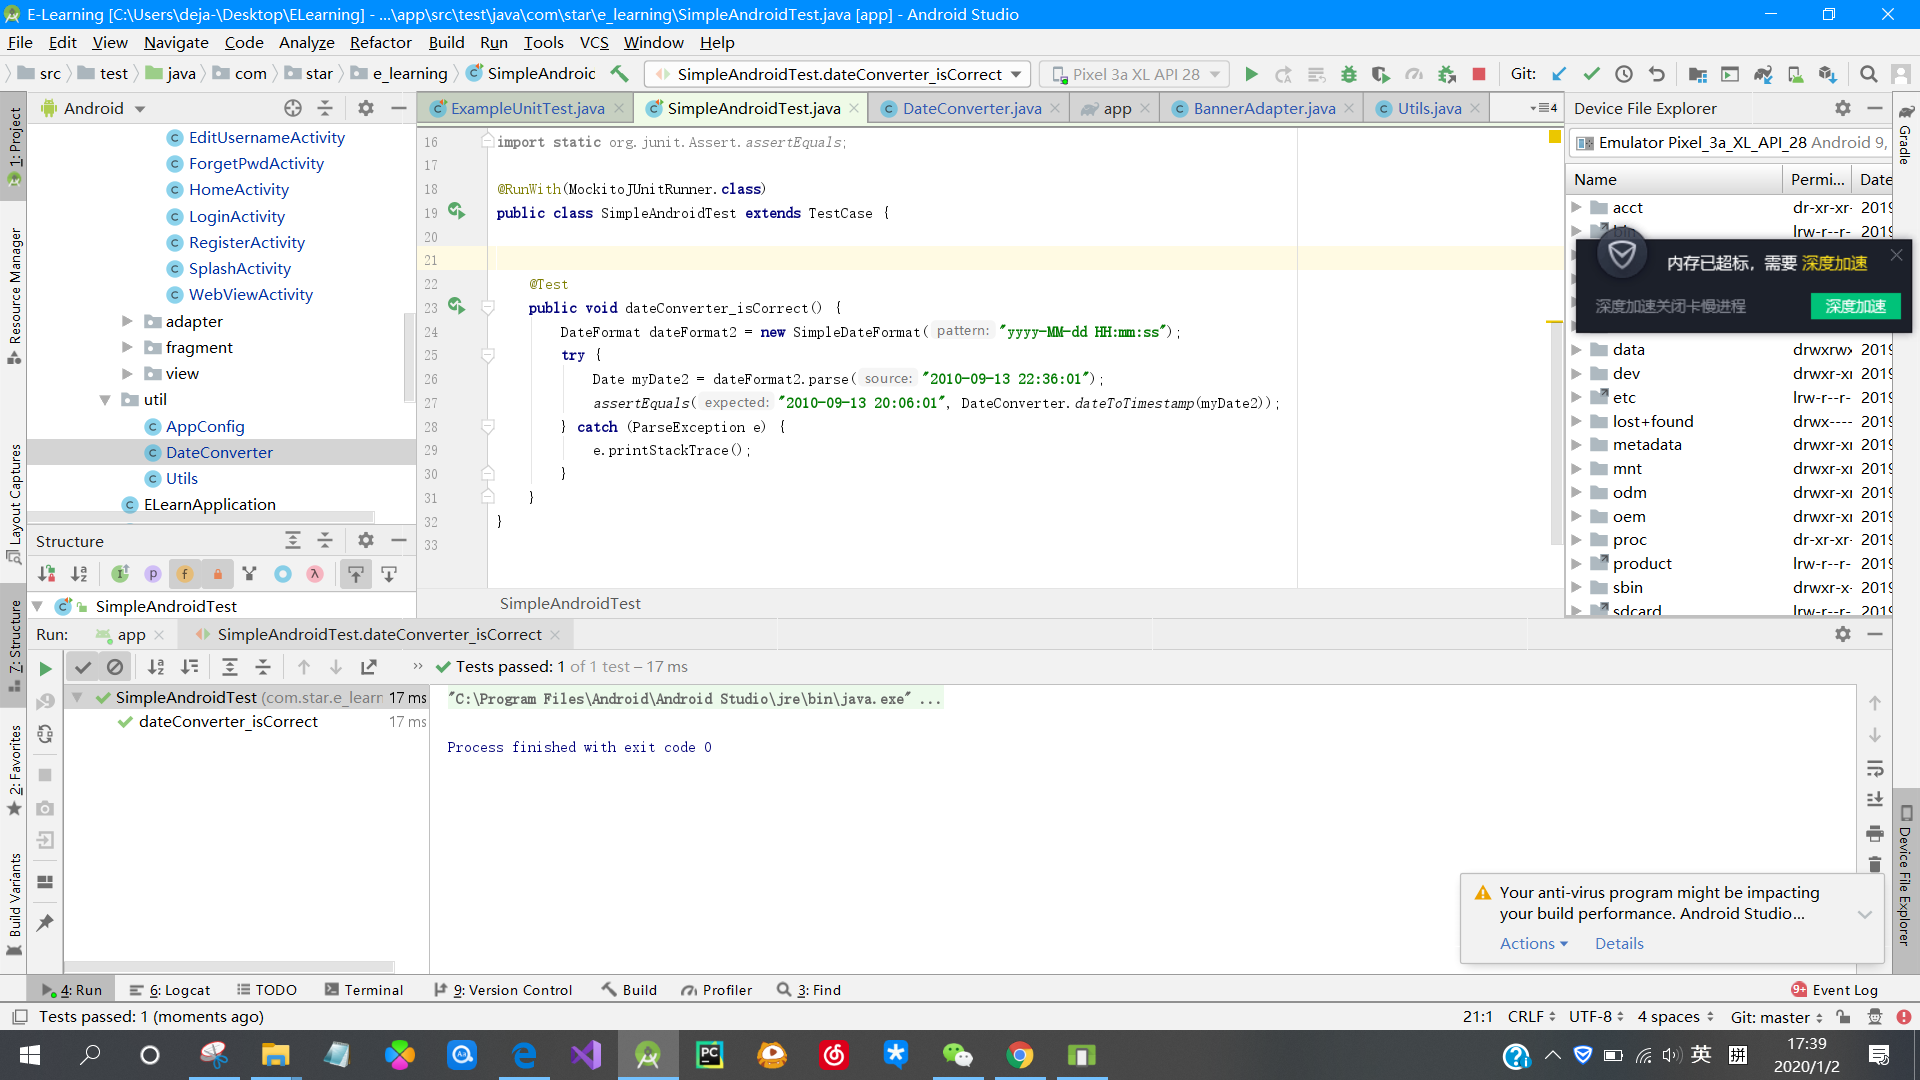 E-Learning [C:\Users\deja-\Desktop\ELearning] - ...\app\src\test\java\com\star\e_learning\SimpleAndroidTest.java [app] - Android Studio
File Edit View Navigate Code Analyze Refactor Build Run Tools VCS Window Help
src test java com star e_learning SimpleAndroic SimpleAndroidTest.dateConverter_isCorrect Pixel 3a XL API 28 Git:
1: Project
Resource Manager
Layout Captures
7: Structure
2: Favorites
Build Variants
Android
EditUsernameActivity
ForgetPwdActivity
HomeActivity
LoginActivity
RegisterActivity
SplashActivity
WebViewActivity
adapter
fragment
view
util
AppConfig
DateConverter
Utils
ELearnApplication
Structure
SimpleAndroidTest
ExampleUnitTest.java SimpleAndroidTest.java DateConverter.java app BannerAdapter.java Utils.java 4
16 import static org.junit.Assert.assertEquals;
17
18 @RunWith(MockitoJUnitRunner.class)
19 public class SimpleAndroidTest extends TestCase {
20
21
22 @Test
23 public void dateConverter_isCorrect() {
24 DateFormat dateFormat2 = new SimpleDateFormat( pattern: "yyyy-MM-dd HH:mm:ss");
25 try {
26 Date myDate2 = dateFormat2.parse( source: "2010-09-13 22:36:01");
27 assertEquals( expected: "2010-09-13 20:06:01", DateConverter.dateToTimestamp(myDate2));
28 } catch (ParseException e) {
29 e.printStackTrace();
30 }
31 }
32 }
33
SimpleAndroidTest
Device File Explorer
Emulator Pixel_3a_XL_API_28 Android 9,
Name Permi... Date
acct dr-xr-xr- 2019
bin lrw-r--r- 2019
内存已超标，需要 深度加速
深度加速关闭卡慢进程 深度加速
data drwxrwx 2019
dev drwxr-xr 2019
etc lrw-r--r- 2019
lost+found drwx---- 2019
metadata drwxr-xr 2019
mnt drwxr-xr 2019
odm drwxr-xr 2019
oem drwxr-xr 2019
proc dr-xr-xr- 2019
product lrw-r--r- 2019
sbin drwxr-x- 2019
sdcard lrw-r--r- 2019
Gradle
Device File Explorer
Run: app SimpleAndroidTest.dateConverter_isCorrect
Tests passed: 1 of 1 test – 17 ms
SimpleAndroidTest (com.star.e_learn 17 ms
dateConverter_isCorrect 17 ms
"C:\Program Files\Android\Android Studio\jre\bin\java.exe" ...
Process finished with exit code 0
Your anti-virus program might be impacting
your build performance. Android Studio...
Actions Details
4: Run 6: Logcat TODO Terminal 9: Version Control Build Profiler 3: Find 9+ Event Log
Tests passed: 1 (moments ago) 21:1 CRLF UTF-8 4 spaces Git: master
英 拼 17:39
2020/1/2